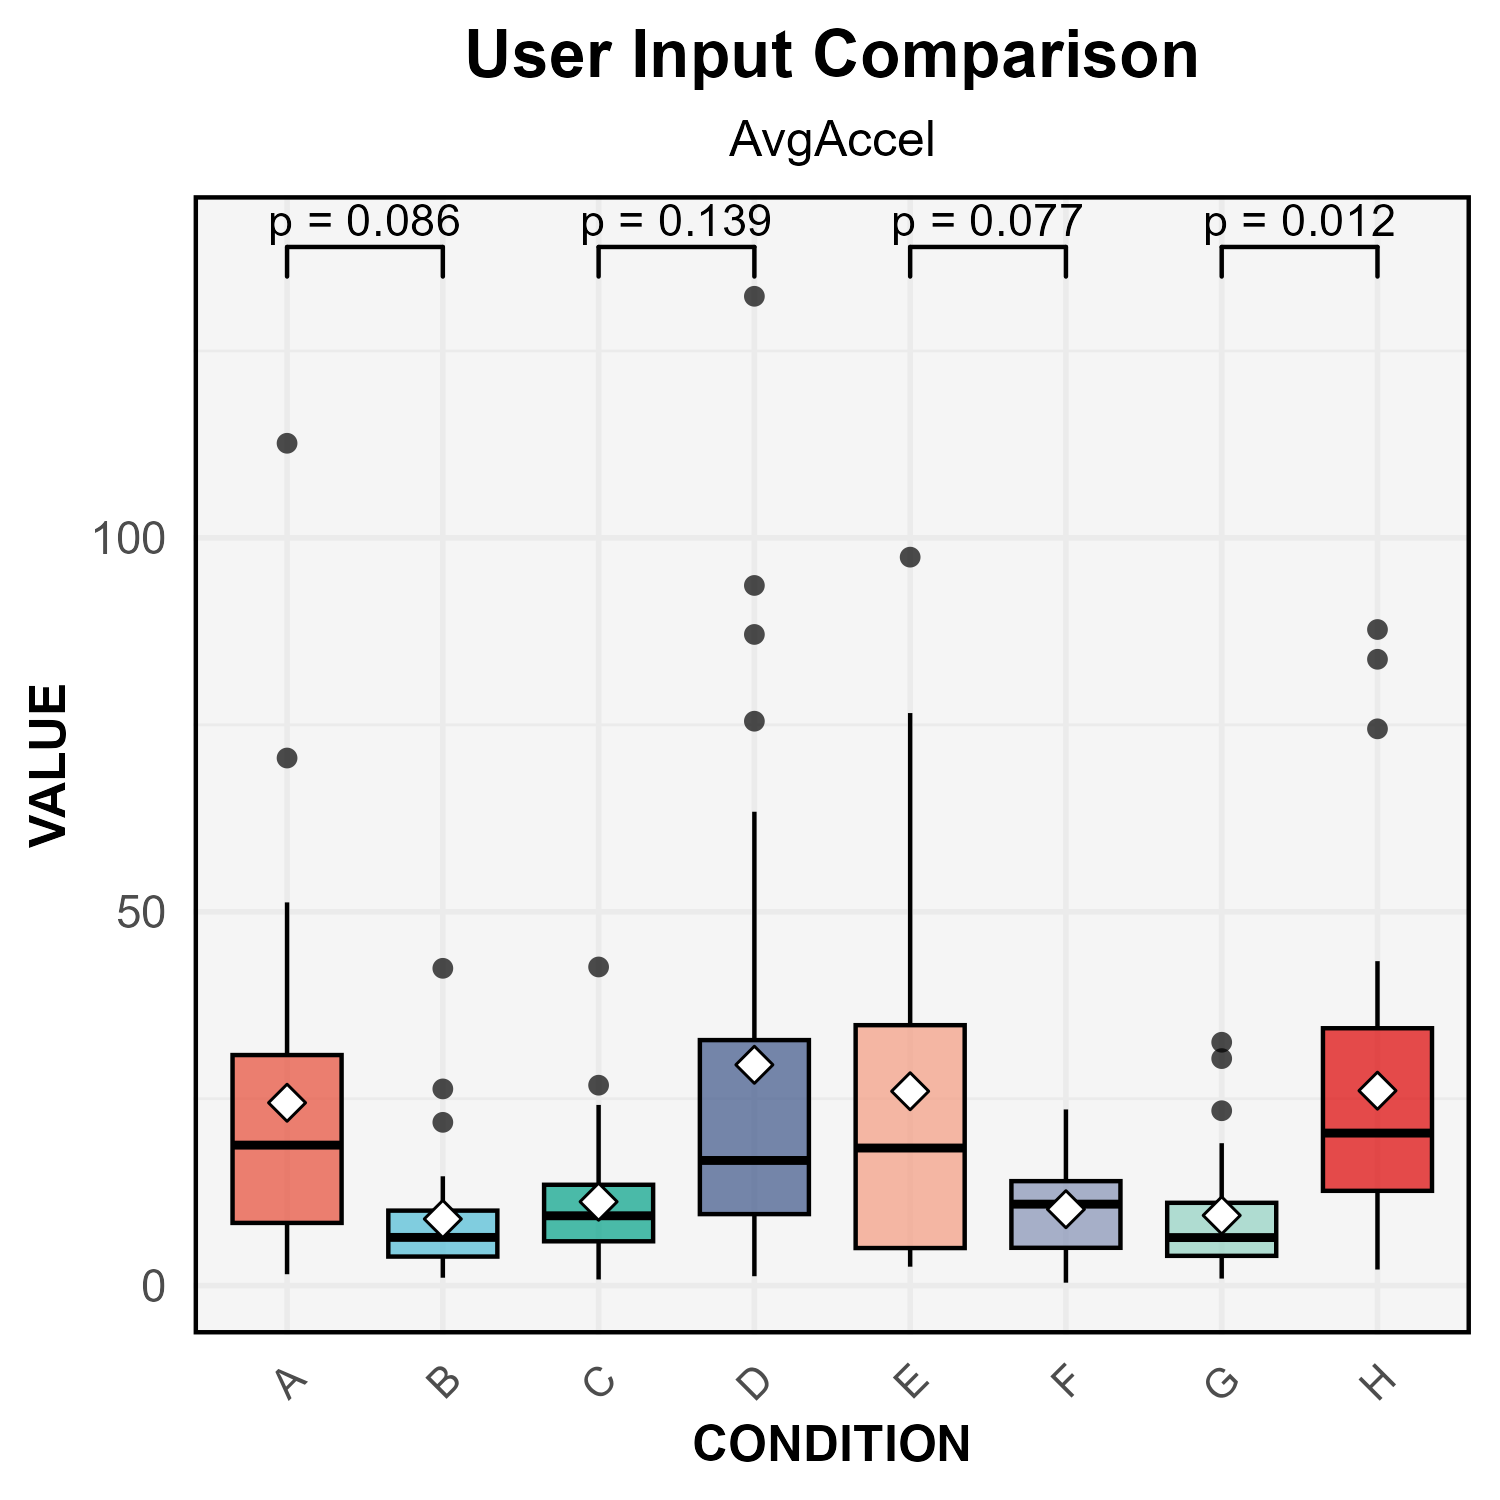 User Input Comparison
AvgAccel
p = 0.086 p = 0.139 p = 0.077 p = 0.012
100
50
0
VALUE
A B C D E F G H
CONDITION